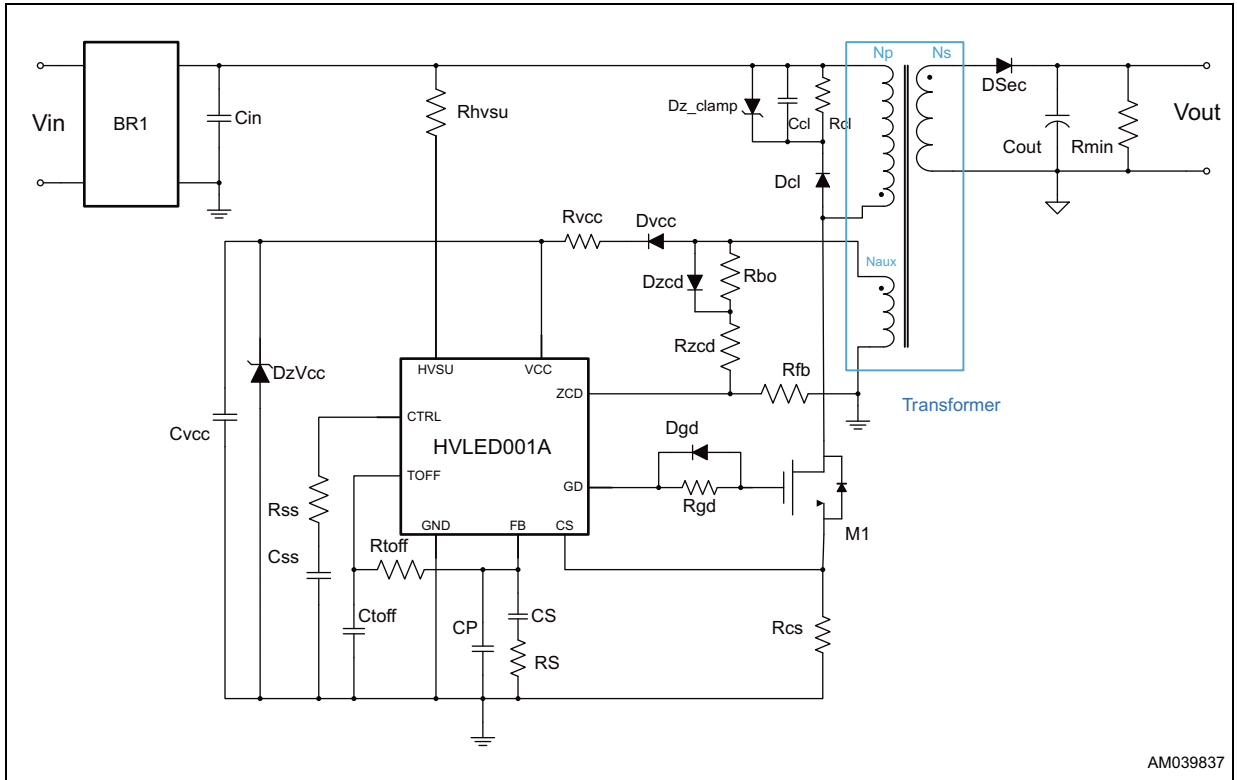 Np
Ns
DSec
Vin
BR1
Cin
Rhvsu
Dz_clamp
Ccl
Rcl
Cout
Rmin
Vout
Dcl
Rvcc
Dvcc
Naux
Dzcd
Rbo
Rzcd
Rfb
Transformer
DzVcc
Cvcc
HVSU
VCC
ZCD
CTRL
HVLED001A
TOFF
GD
GND
FB
CS
Dgd
Rgd
M1
Rss
Css
Rtoff
Ctoff
CP
CS
RS
Rcs
AM039837